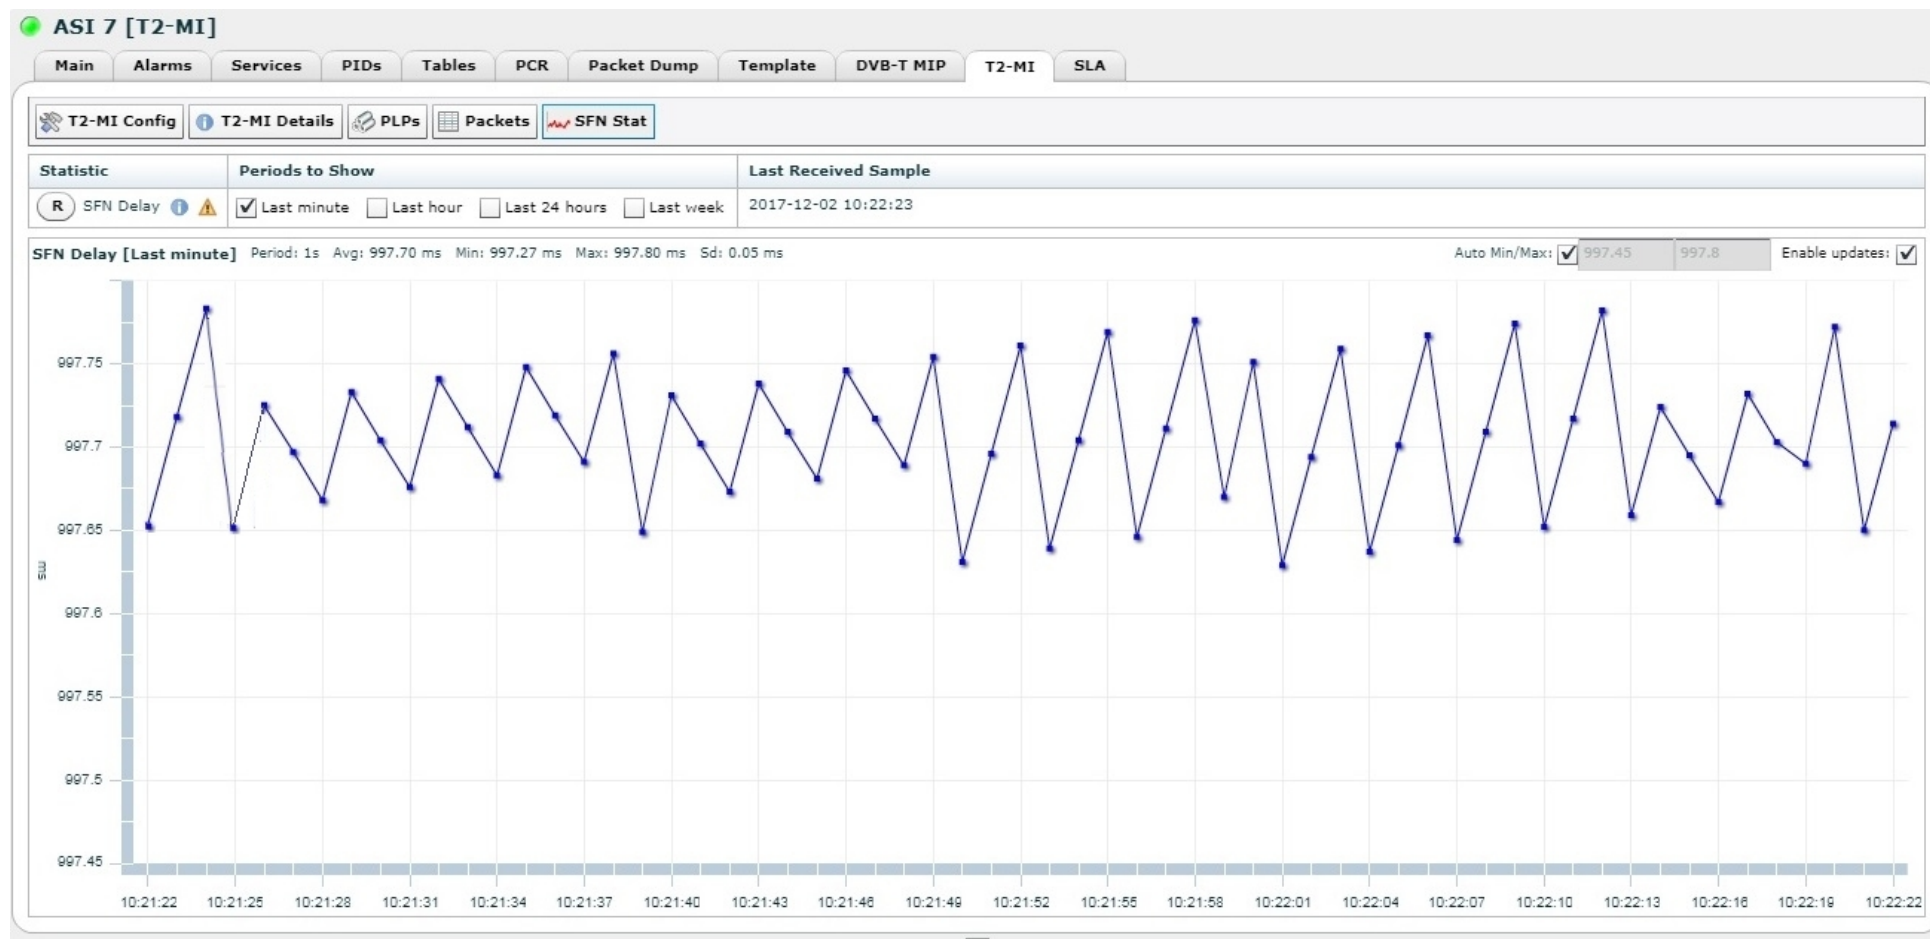 ASI 7 [T2-MI]
Main Alarms Services PIDs Tables PCR Packet Dump Template DVB-T MIP T2-MI SLA
T2-MI Config T2-MI Details PLPs Packets SFN Stat
Statistic Periods to Show Last Received Sample
R SFN Delay Last minute Last hour Last 24 hours Last week 2017-12-02 10:22:23
SFN Delay [Last minute] Period: 1s Avg: 997.70 ms Min: 997.27 ms Max: 997.80 ms Sd: 0.05 ms Auto Min/Max: 997.45 997.8 Enable updates:
997.75
997.7
997.65
ms
997.6
997.55
997.5
997.45
10:21:22 10:21:25 10:21:28 10:21:31 10:21:34 10:21:37 10:21:40 10:21:43 10:21:46 10:21:49 10:21:52 10:21:55 10:21:58 10:22:01 10:22:04 10:22:07 10:22:10 10:22:13 10:22:16 10:22:19 10:22:22